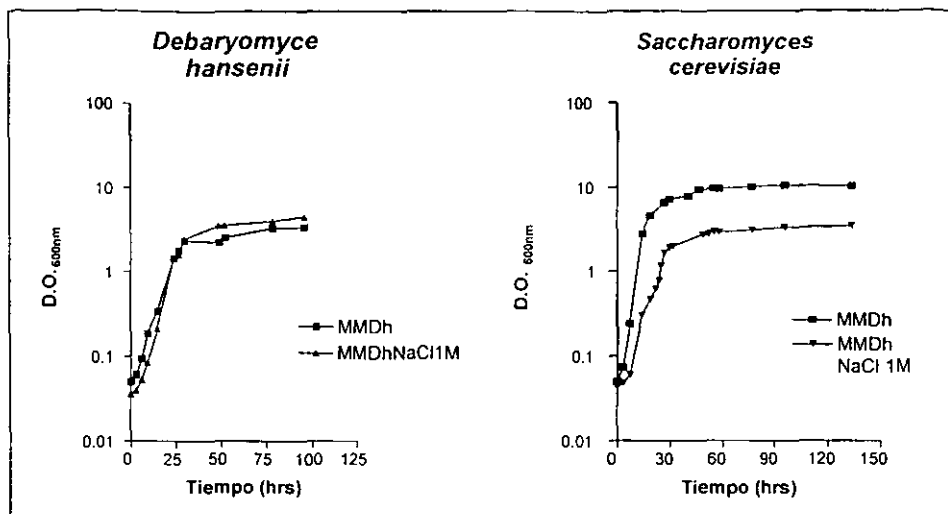 Debaryomyce
hansenii
100
10
1
0.1
0.01
D.O.600nm
0 25 50 75 100 125
Tiempo (hrs)
MMDh
MMDhNaCl1M
Saccharomyces
cerevisiae
100
10
1
0.1
0.01
D.O. 600nm
0 30 60 90 120 150
Tiempo (hrs)
MMDh
MMDh
NaCl 1M